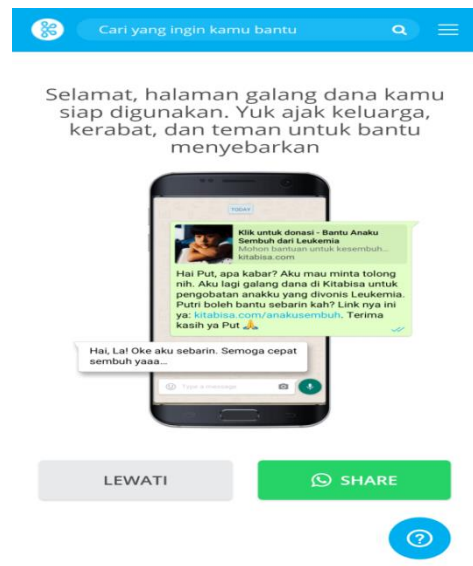 Cari yang ingin kamu bantu
Selamat, halaman galang dana kamu
siap digunakan. Yuk ajak keluarga,
kerabat, dan teman untuk bantu
menyebarkan
TODAY
Klik untuk donasi - Bantu Anaku
Sembuh dari Leukemia
Mohon bantuan untuk kesembuh...
kitabisa.com
Hai Put, apa kabar? Aku mau minta tolong
nih. Aku lagi galang dana di Kitabisa untuk
pengobatan anakku yang divonis Leukemia.
Putri boleh bantu sebarin kah? Link nya ini
ya: kitabisa.com/anakusembuh. Terima
kasih ya Put 🙏
Hai, La! Oke aku sebarin. Semoga cepat
sembuh yaaa...
Type a message
LEWATI
SHARE
?